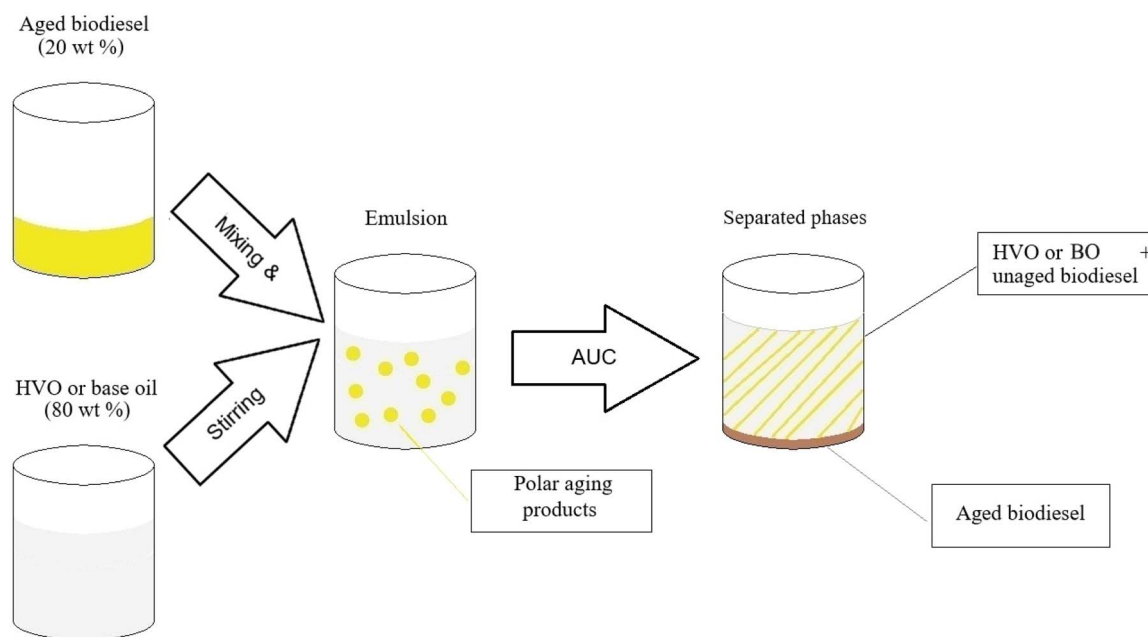 Aged biodiesel
(20 wt %)
Mixing &
HVO or base oil
(80 wt %)
Stirring
Emulsion
Polar aging
products
AUC
Separated phases
HVO or BO +
unaged biodiesel
Aged biodiesel